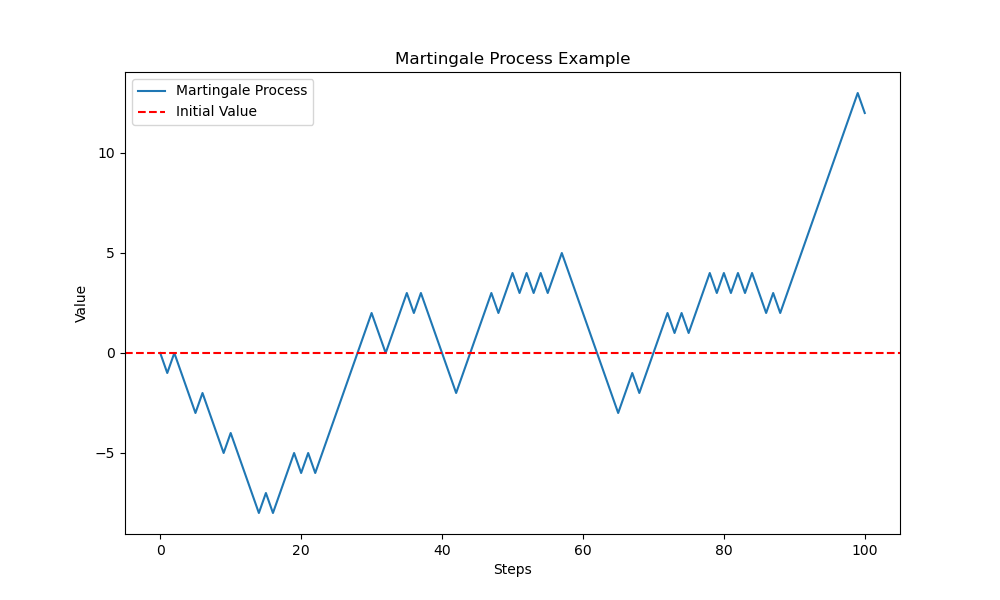 Martingale Process Example
Martingale Process
Initial Value
10
5
0
−5
Value
0 20 40 60 80 100
Steps